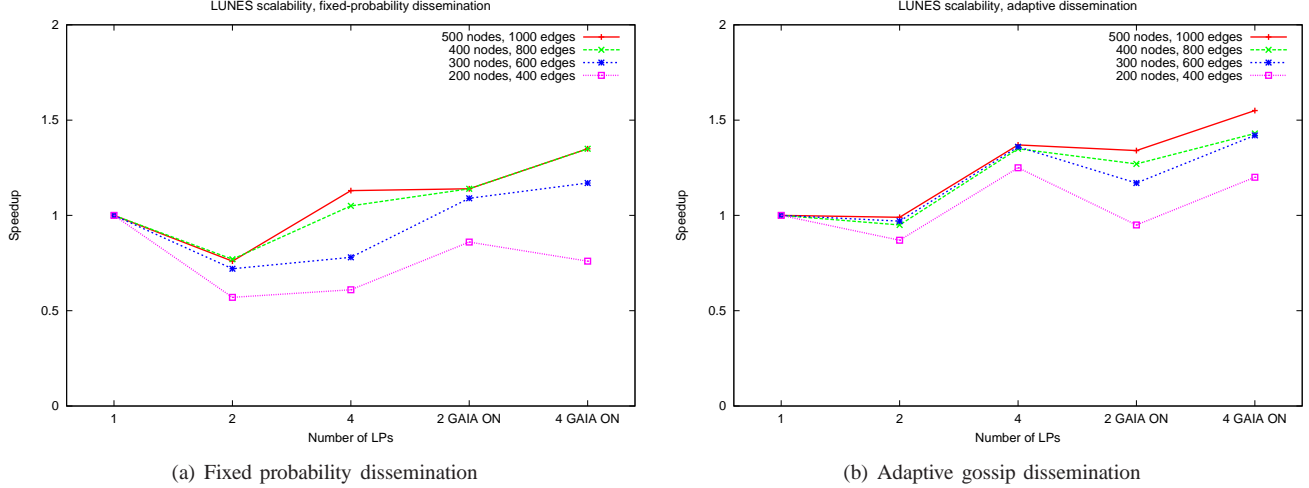 LUNES scalability, fixed-probability dissemination
2
1.5
1
0.5
0
Speedup
500 nodes, 1000 edges
400 nodes, 800 edges
300 nodes, 600 edges
200 nodes, 400 edges
1 2 4 2 GAIA ON 4 GAIA ON
Number of LPs
(a) Fixed probability dissemination
LUNES scalability, adaptive dissemination
2
1.5
1
0.5
0
Speedup
500 nodes, 1000 edges
400 nodes, 800 edges
300 nodes, 600 edges
200 nodes, 400 edges
1 2 4 2 GAIA ON 4 GAIA ON
Number of LPs
(b) Adaptive gossip dissemination